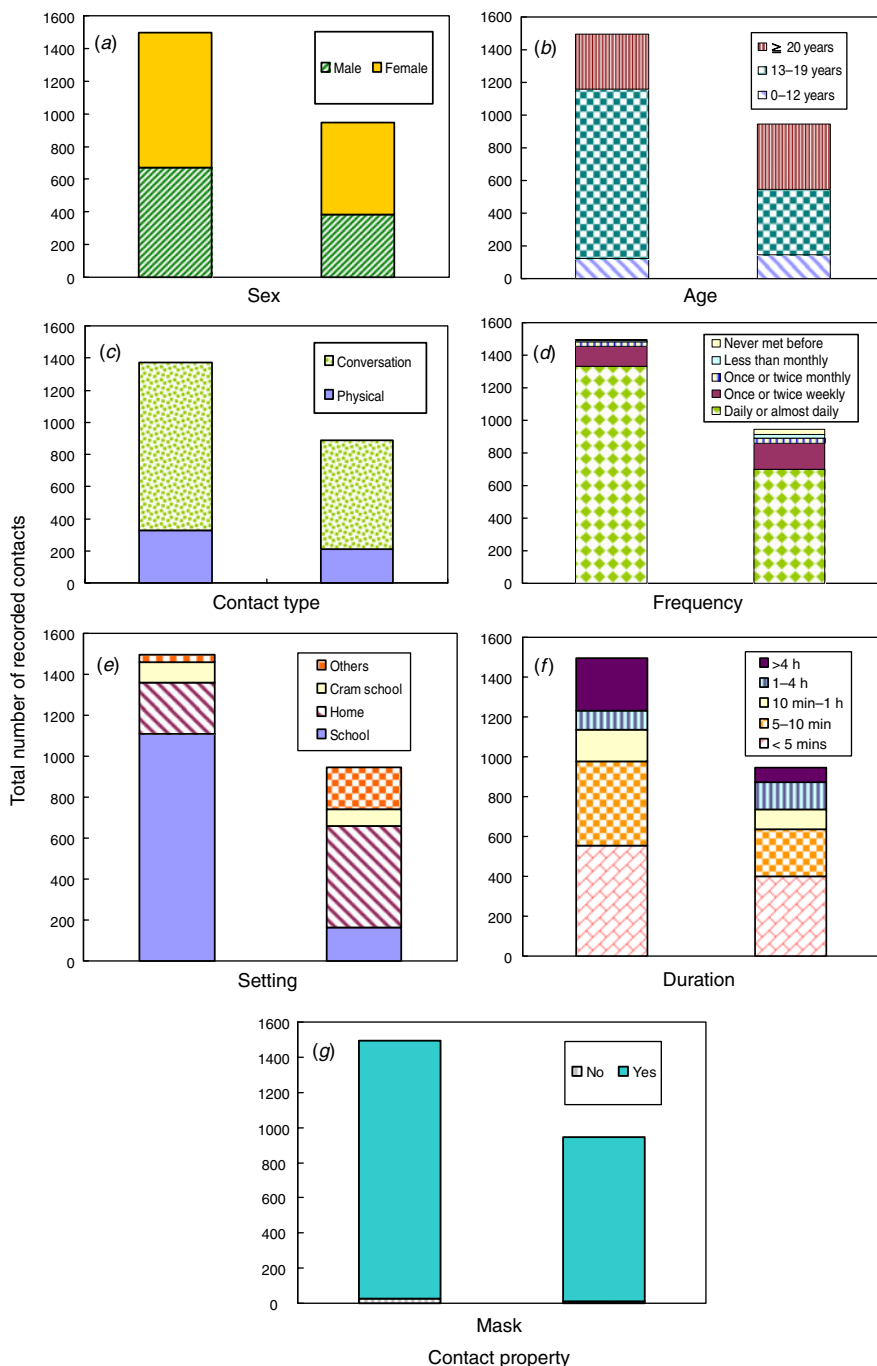 Total number of recorded contacts
(a)
Male Female
1600
1400
1200
1000
800
600
400
200
0
Sex
(b)
≧ 20 years
13–19 years
0–12 years
1600
1400
1200
1000
800
600
400
200
0
Age
(c)
Conversation
Physical
1600
1400
1200
1000
800
600
400
200
0
Contact type
(d)
Never met before
Less than monthly
Once or twice monthly
Once or twice weekly
Daily or almost daily
1600
1400
1200
1000
800
600
400
200
0
Frequency
(e)
Others
Cram school
Home
School
1600
1400
1200
1000
800
600
400
200
0
Setting
(f)
>4 h
1–4 h
10 min–1 h
5–10 min
< 5 mins
1600
1400
1200
1000
800
600
400
200
0
Duration
(g)
No Yes
1600
1400
1200
1000
800
600
400
200
0
Mask
Contact property